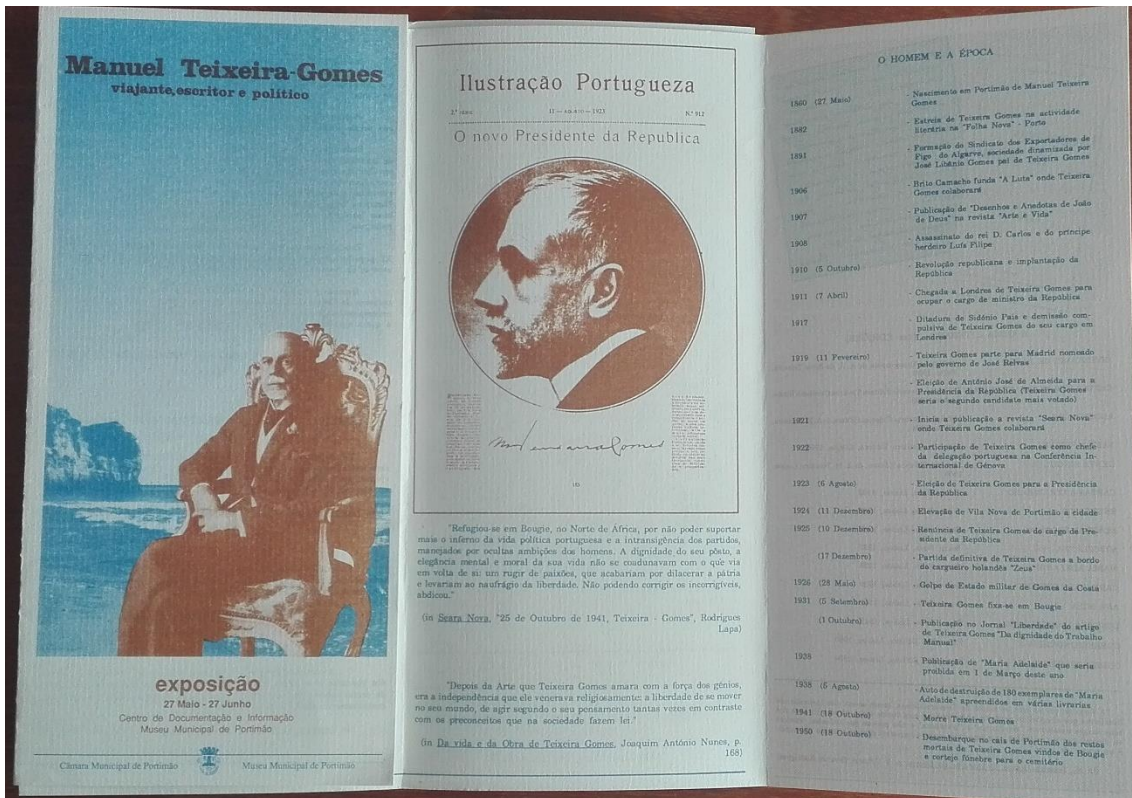 Manuel Teixeira-Gomes
viajante,escritor e político
exposição
27 Maio - 27 Junho
Centro de Documentação e Informação
Museu Municipal de Portimão
Câmara Municipal de Portimão
Museu Municipal de Portimão
Ilustração Portugueza
1923 Nº 912
O novo Presidente da Republica
"Refugiou-se em Bougie, no Norte de Africa, por não poder suportar
mais o inferno da vida política portuguesa e a intransigência dos partidos,
manejados por ocultas ambições dos homens. A dignidade do seu pôsto, a
elegância mental e moral da sua vida não se coadunavam com o que via
em volta de si: um rugir de paixões, que acabariam por dilacerar a pátria
e levariam ao naufrágio da liberdade. Não podendo corrigir os incorrigíveis,
abdicou."
(in Seara Nova, "25 de Outubro de 1941, Teixeira - Gomes", Rodrigues
Lapa)
"Depois da Arte que Teixeira Gomes amara com a força dos génios,
era a independência que ele venerava religiosamente: a liberdade de se mover
no seu mundo, de agir segundo o seu pensamento tantas vezes em contraste
com os preconceitos que na sociedade fazem lei."
(in Da vida e da Obra de Teixeira Gomes, Joaquim António Nunes, p.
168)
O HOMEM E A ÉPOCA
1860 (27 Maio) - Nascimento em Portimão de Manuel Teixeira
Gomes
1882 - Estreia de Teixeira Gomes na actividade
literária na "Folha Nova" - Porto
1891 - Formação do Sindicato dos Exportadores de
Figo do Algarve, sociedade dinamizada por
José Libânio Gomes pai de Teixeira Gomes
1906 - Brito Camacho funda "A Luta" onde Teixeira
Gomes colaborará
1907 - Publicação de "Desenhos e Anedotas de João
de Deus" na revista "Arte e Vida"
1908 - Assassinato do rei D. Carlos e do príncipe
herdeiro Luís Filipe
1910 (5 Outubro) - Revolução republicana e implantação da
República
1911 (7 Abril) - Chegada a Londres de Teixeira Gomes para
ocupar o cargo de ministro da República
1917 - Ditadura de Sidónio Pais e demissão com-
pulsiva de Teixeira Gomes do seu cargo em
Londres
1919 (11 Fevereiro) - Teixeira Gomes parte para Madrid nomeado
pelo governo de José Relvas
- Eleição de António José de Almeida para a
Presidência da República (Teixeira Gomes
seria o segundo candidato mais votado)
1921 - Inicia a publicação a revista "Seara Nova"
onde Teixeira Gomes colaborará
1922 - Participação de Teixeira Gomes como chefe
da delegação portuguesa na Conferência In-
ternacional de Génova
1923 (6 Agosto) - Eleição de Teixeira Gomes para a Presidência
da República
1924 (11 Dezembro) - Elevação de Vila Nova de Portimão a cidade
1925 (10 Dezembro) - Renúncia de Teixeira Gomes do cargo de Pre-
sidente da República
(17 Dezembro) - Partida definitiva de Teixeira Gomes a bordo
do cargueiro holandês "Zeus"
1926 (28 Maio) - Golpe de Estado militar de Gomes da Costa
1931 (5 Setembro) - Teixeira Gomes fixa-se em Bougie
(1 Outubro) - Publicação no Jornal "Liberdade" do artigo
de Teixeira Gomes "Da dignidade do Trabalho
Manual"
1938 - Publicação de "Maria Adelaide" que seria
proibida em 1 de Março deste ano
1938 (5 Agosto) - Auto de destruição de 180 exemplares de "Maria
Adelaide" apreendidos em várias livrarias
1941 (18 Outubro) - Morre Teixeira Gomes
1950 (18 Outubro) - Desembarque no cais de Portimão dos restos
mortais de Teixeira Gomes vindos de Bougie
e cortejo fúnebre para o cemitério